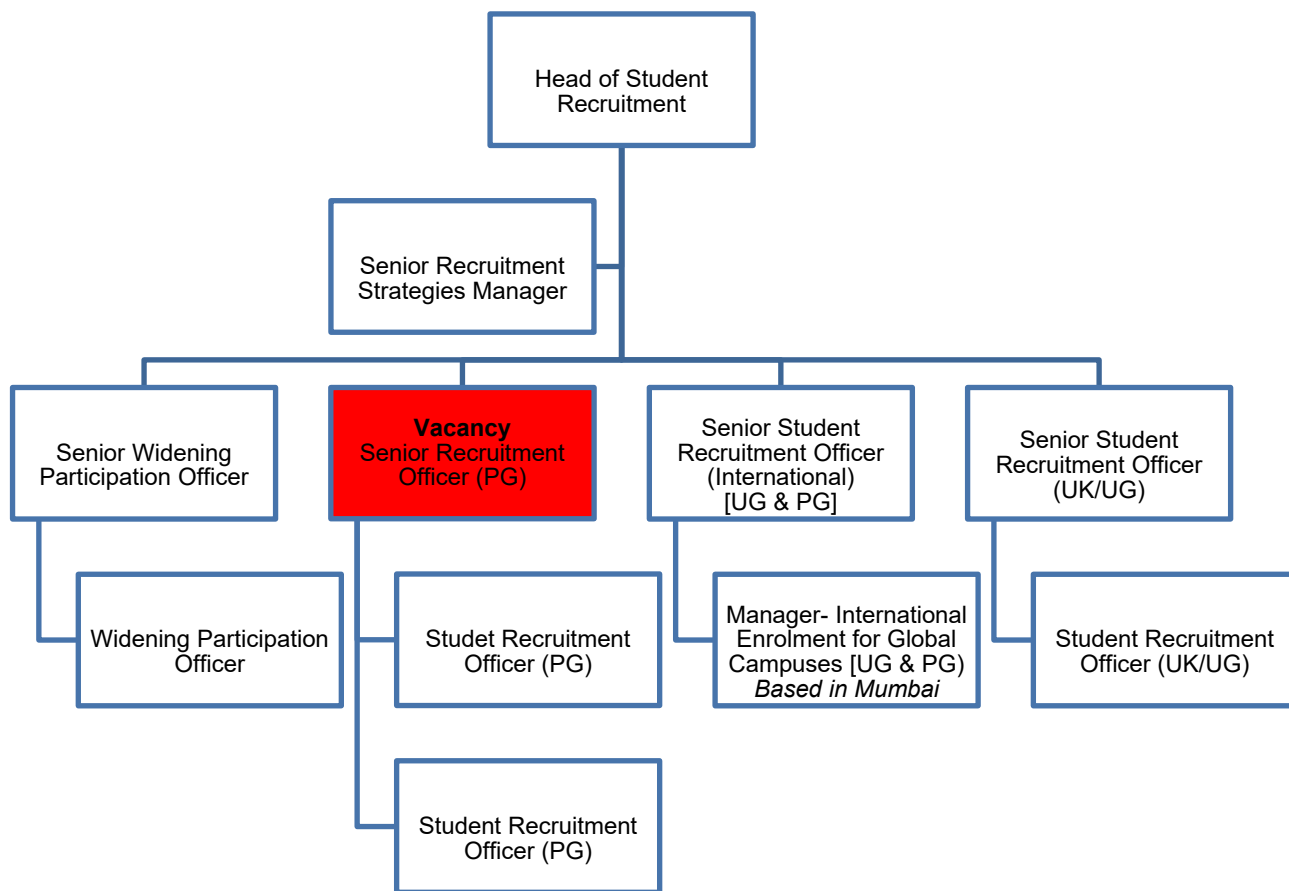 Head of Student
Recruitment
Senior Recruitment
Strategies Manager
Senior Widening
Participation Officer
Vacancy
Senior Recruitment
Officer (PG)
Senior Student
Recruitment Officer
(International)
[UG & PG]
Senior Student
Recruitment Officer
(UK/UG)
Widening Participation
Officer
Studet Recruitment
Officer (PG)
Manager- International
Enrolment for Global
Campuses [UG & PG)
Based in Mumbai
Student Recruitment
Officer (UK/UG)
Student Recruitment
Officer (PG)